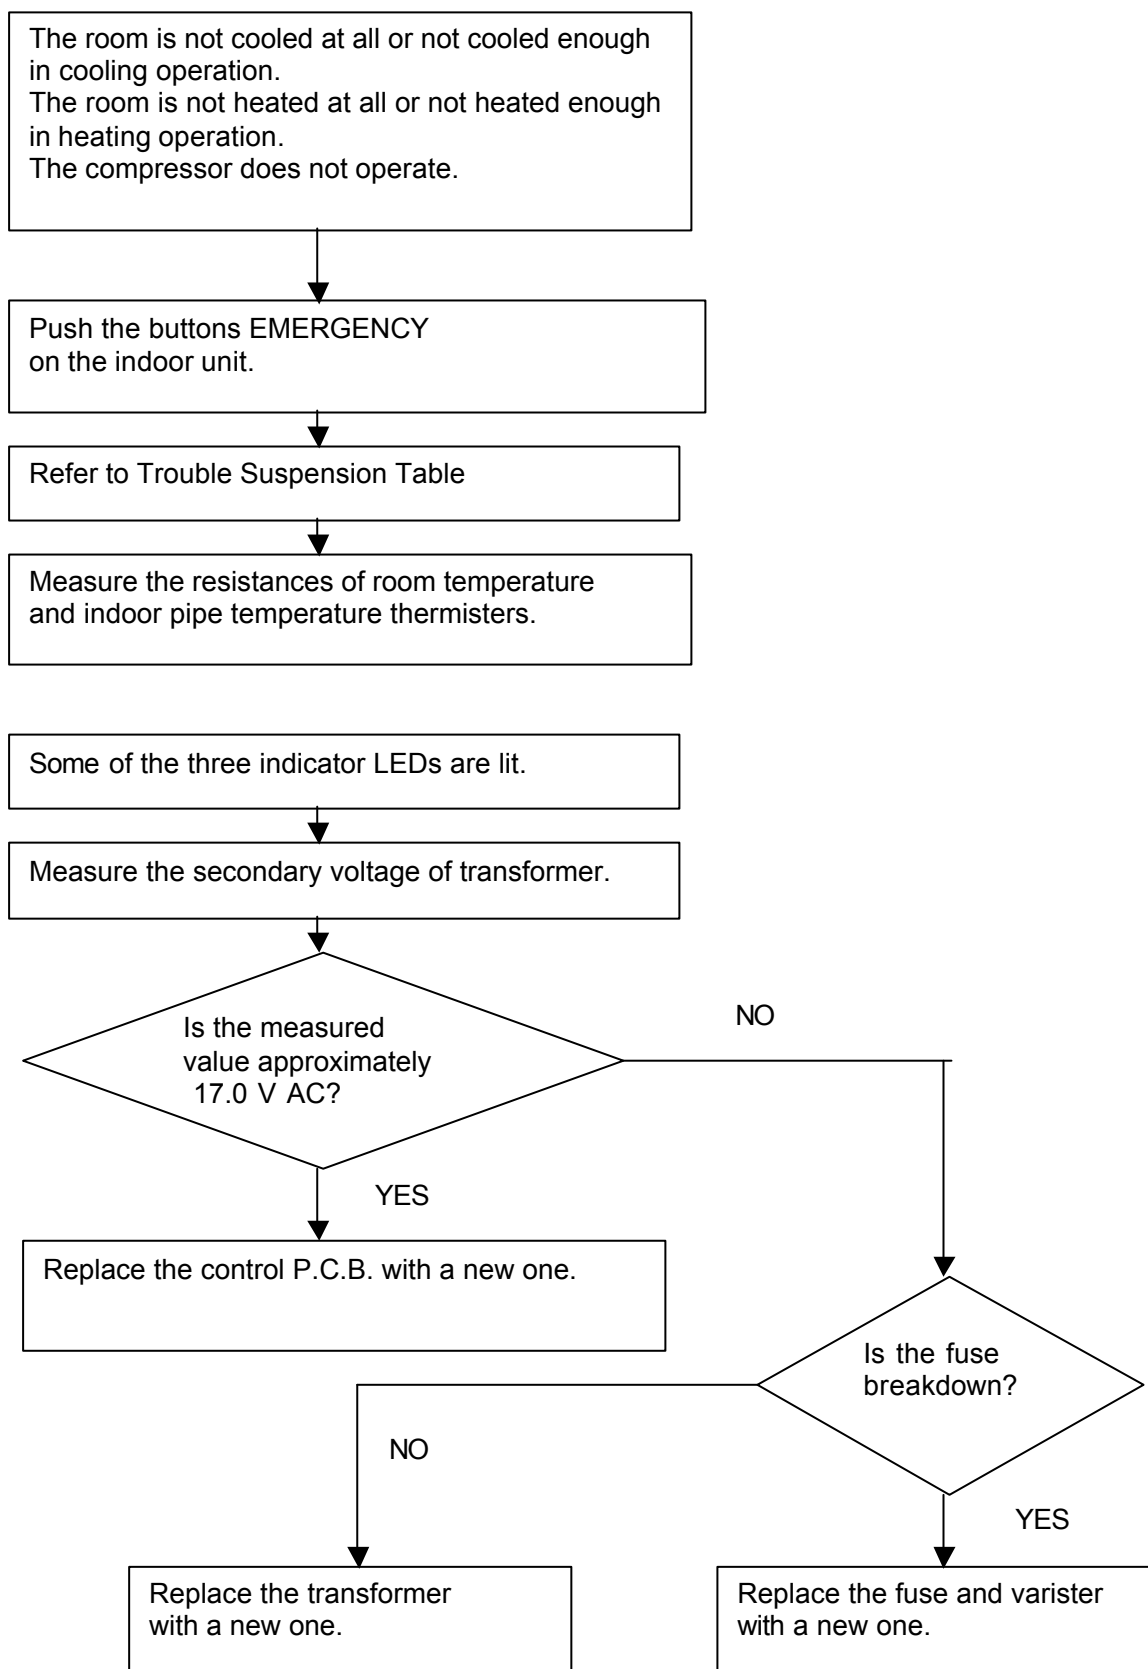 The room is not cooled at all or not cooled enough
in cooling operation.
The room is not heated at all or not heated enough
in heating operation.
The compressor does not operate.
Push the buttons EMERGENCY
on the indoor unit.
Refer to Trouble Suspension Table
Measure the resistances of room temperature
and indoor pipe temperature thermisters.
Some of the three indicator LEDs are lit.
Measure the secondary voltage of transformer.
Is the measured
value approximately
17.0 V AC?
NO
YES
Replace the control P.C.B. with a new one.
Is the fuse
breakdown?
NO
YES
Replace the transformer
with a new one.
Replace the fuse and varister
with a new one.